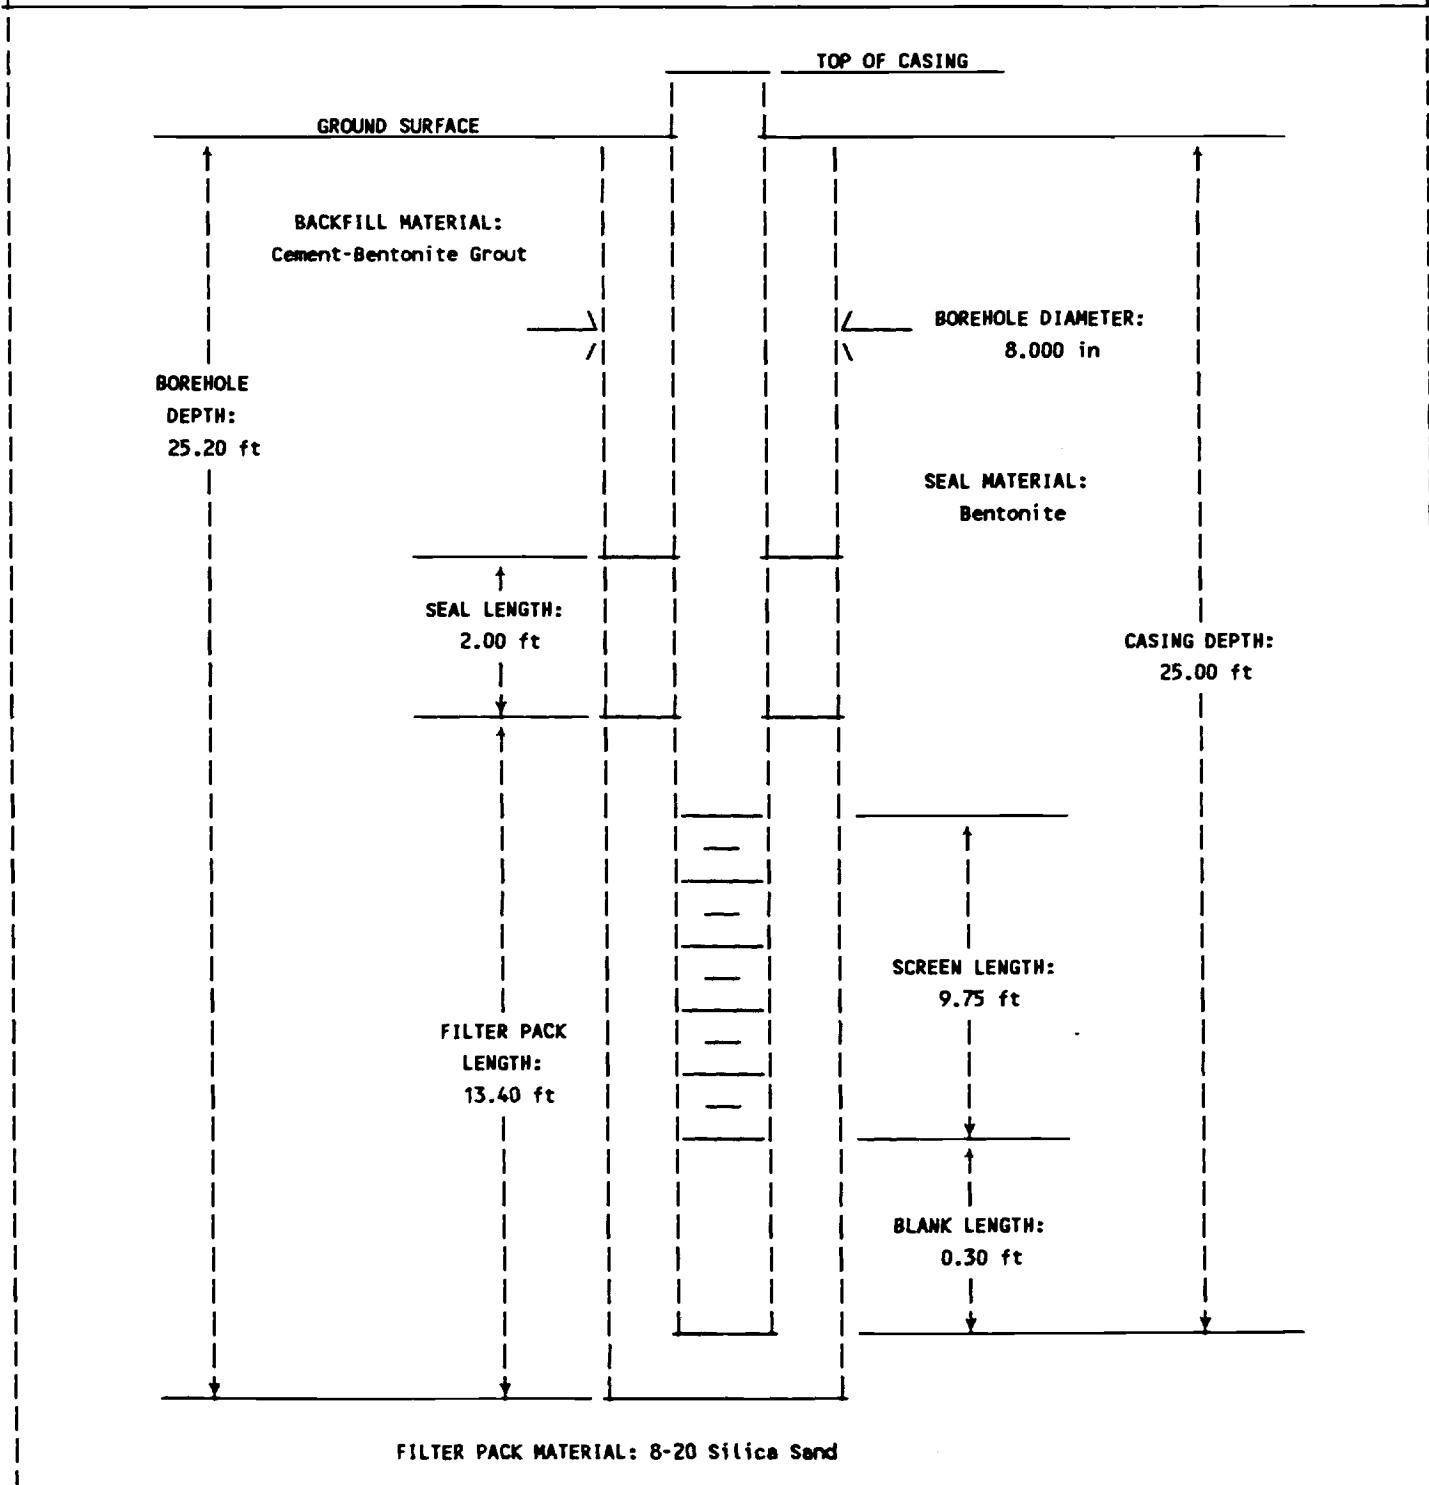 TOP OF CASING
GROUND SURFACE
BACKFILL MATERIAL:
Cement-Bentonite Grout
BOREHOLE DIAMETER:
8.000 in
BOREHOLE
DEPTH:
25.20 ft
SEAL MATERIAL:
Bentonite
SEAL LENGTH:
2.00 ft
CASING DEPTH:
25.00 ft
SCREEN LENGTH:
9.75 ft
FILTER PACK
LENGTH:
13.40 ft
BLANK LENGTH:
0.30 ft
FILTER PACK MATERIAL: 8-20 Silica Sand